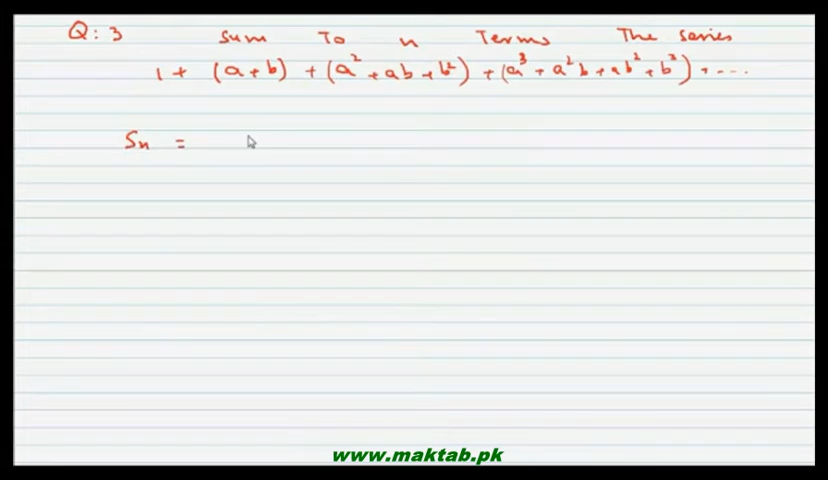 Q: 3 Sum To n Terms The series
1 + (a + b) + (a² + ab + b²) + (a³ + a²b + ab² + b³) + ....
Sn =
www.maktab.pk